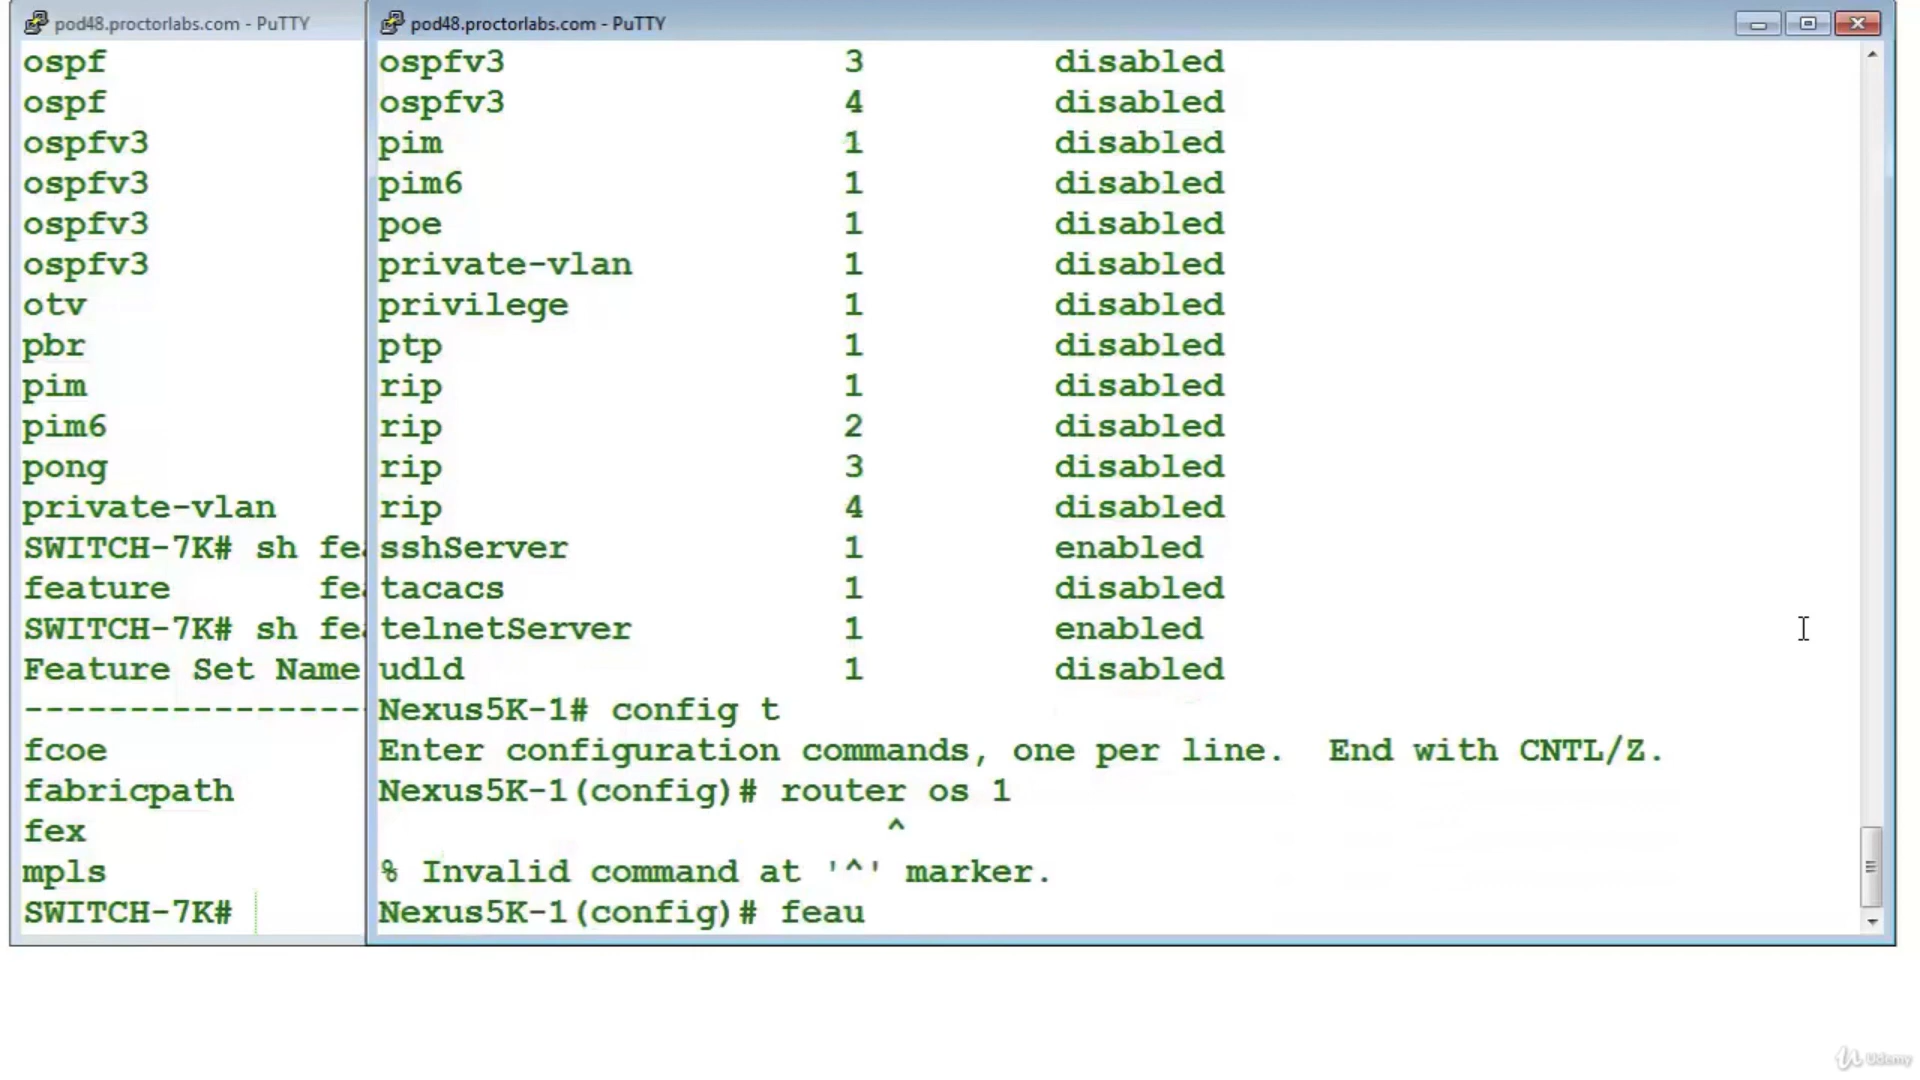 pod48.proctorlabs.com - PuTTY
ospf
ospf
ospfv3
ospfv3
ospfv3
ospfv3
otv
pbr
pim
pim6
pong
private-vlan
SWITCH-7K# sh fea
feature fea
SWITCH-7K# sh fea
Feature Set Name
-----------------
fcoe
fabricpath
fex
mpls
SWITCH-7K#
pod48.proctorlabs.com - PuTTY
ospfv3 3 disabled
ospfv3 4 disabled
pim 1 disabled
pim6 1 disabled
poe 1 disabled
private-vlan 1 disabled
privilege 1 disabled
ptp 1 disabled
rip 1 disabled
rip 2 disabled
rip 3 disabled
rip 4 disabled
sshServer 1 enabled
tacacs 1 disabled
telnetServer 1 enabled
udld 1 disabled
Nexus5K-1# config t
Enter configuration commands, one per line. End with CNTL/Z.
Nexus5K-1(config)# router os 1
^
% Invalid command at '^' marker.
Nexus5K-1(config)# feau
Udemy